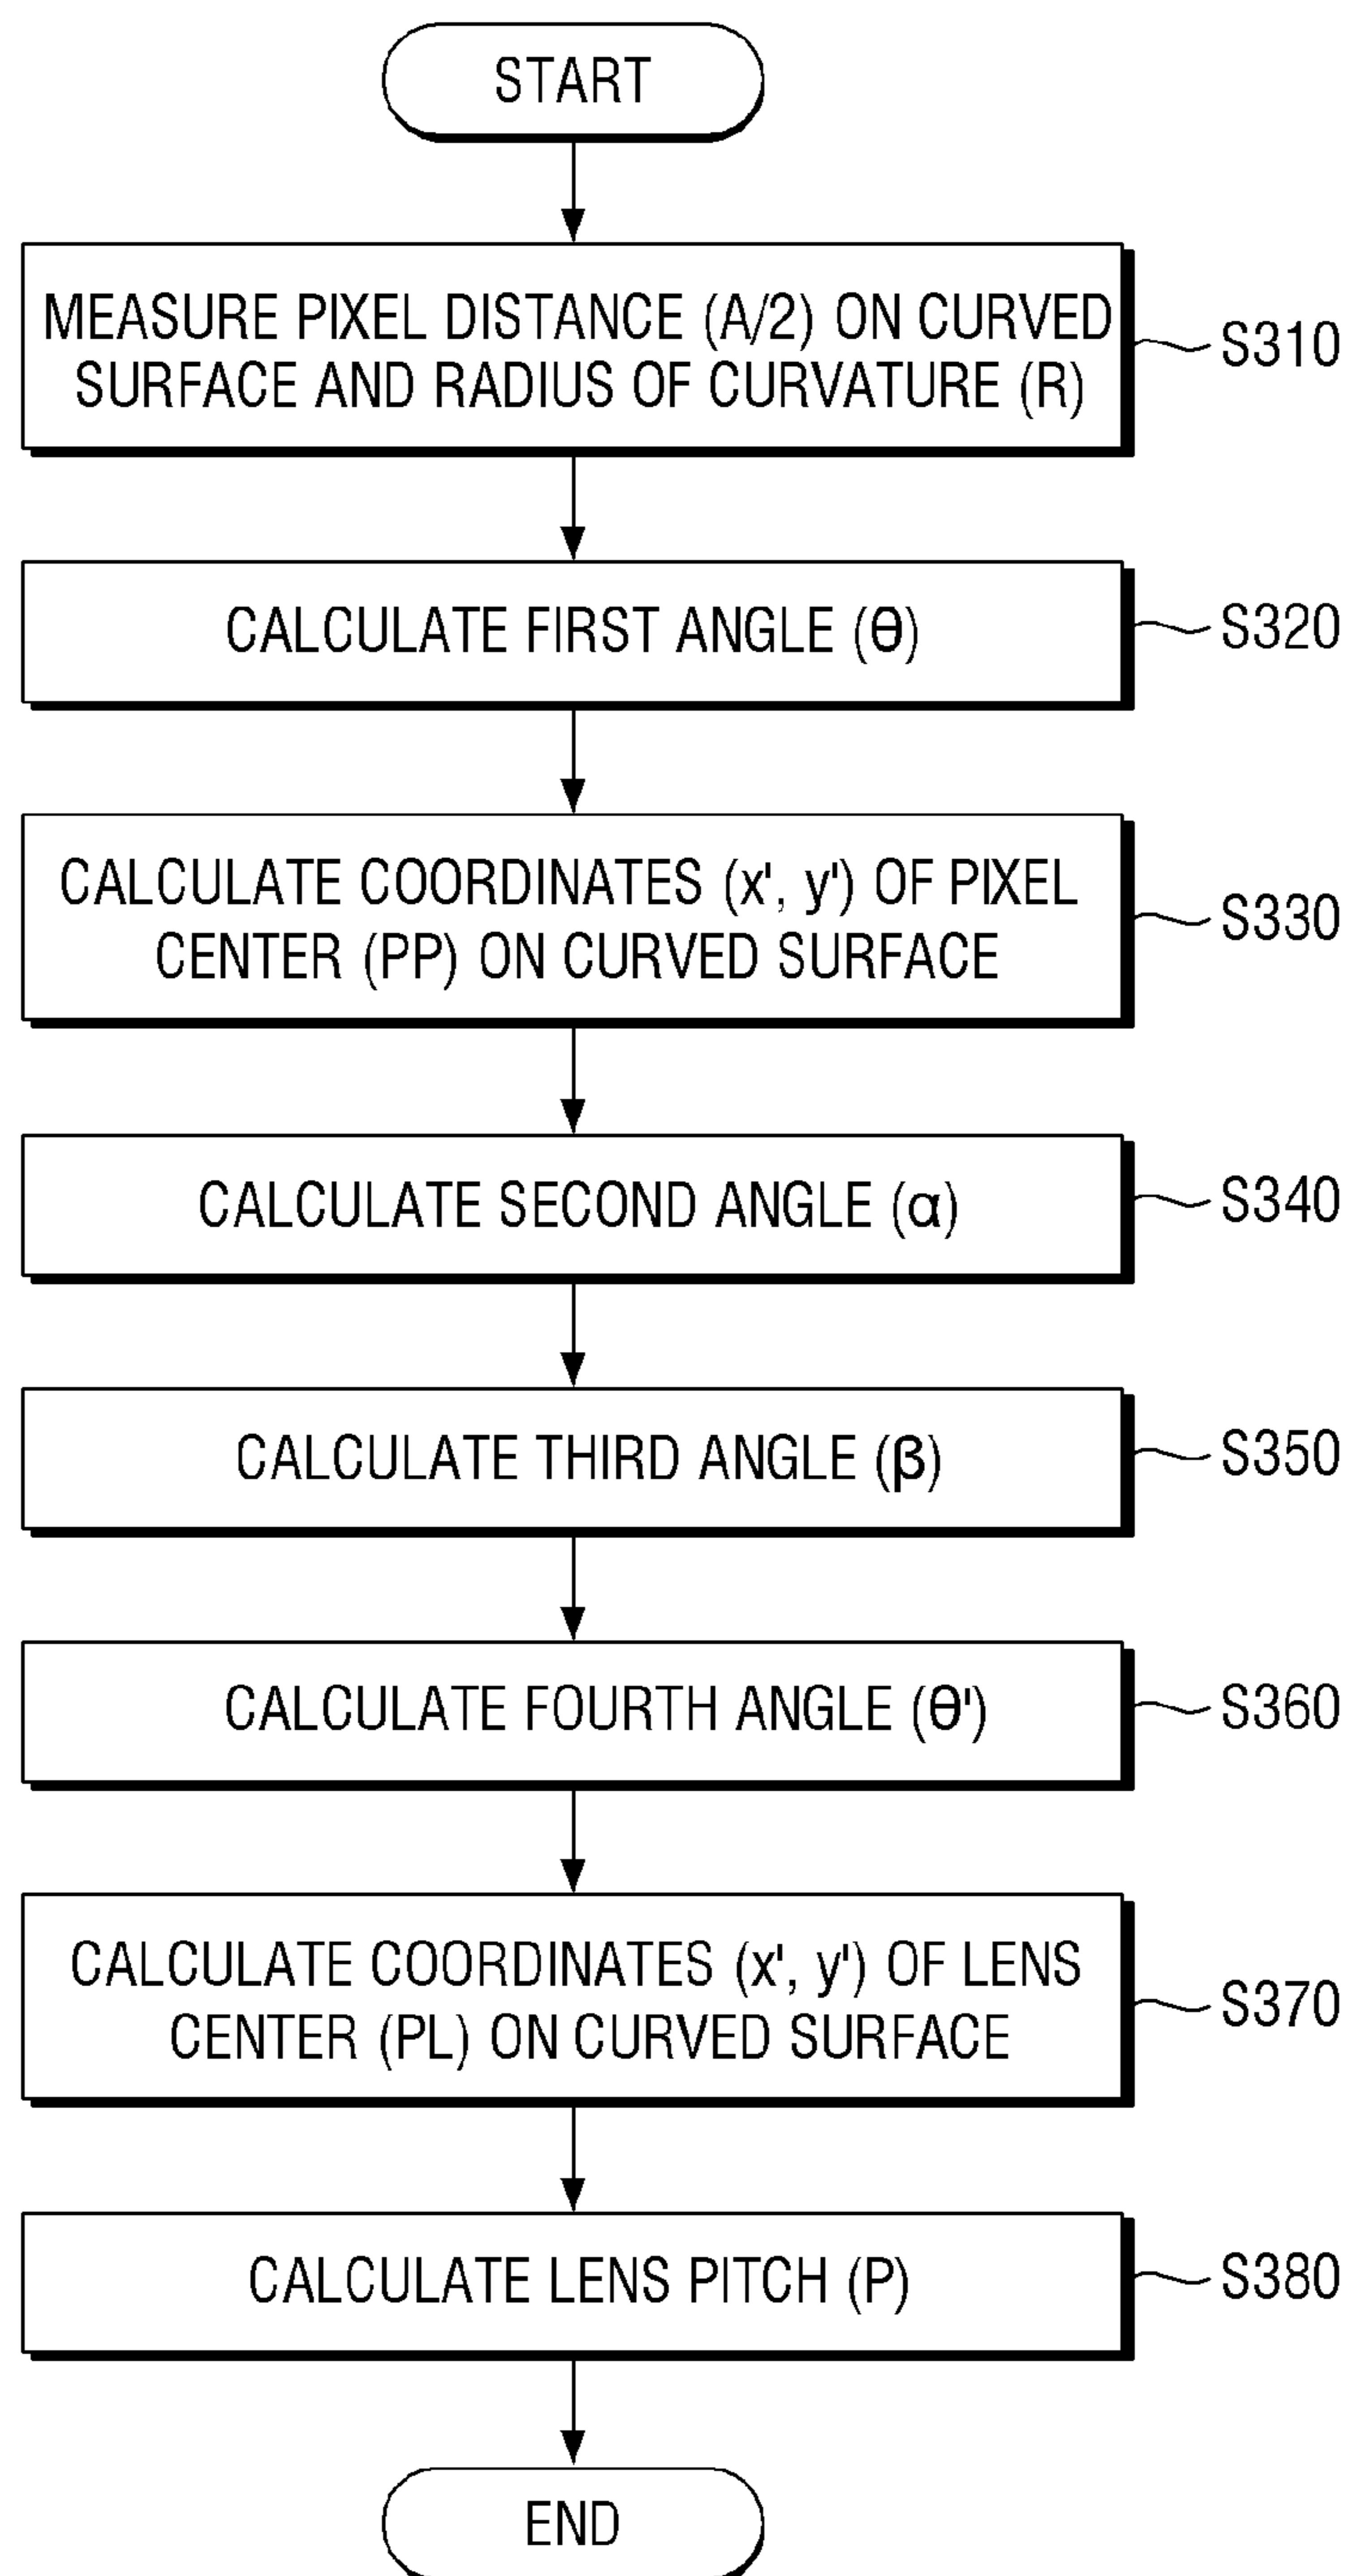 START
MEASURE PIXEL DISTANCE (A/2) ON CURVED
SURFACE AND RADIUS OF CURVATURE (R)
S310
CALCULATE FIRST ANGLE (θ)
S320
CALCULATE COORDINATES (x', y') OF PIXEL
CENTER (PP) ON CURVED SURFACE
S330
CALCULATE SECOND ANGLE (α)
S340
CALCULATE THIRD ANGLE (β)
S350
CALCULATE FOURTH ANGLE (θ')
S360
CALCULATE COORDINATES (x', y') OF LENS
CENTER (PL) ON CURVED SURFACE
S370
CALCULATE LENS PITCH (P)
S380
END